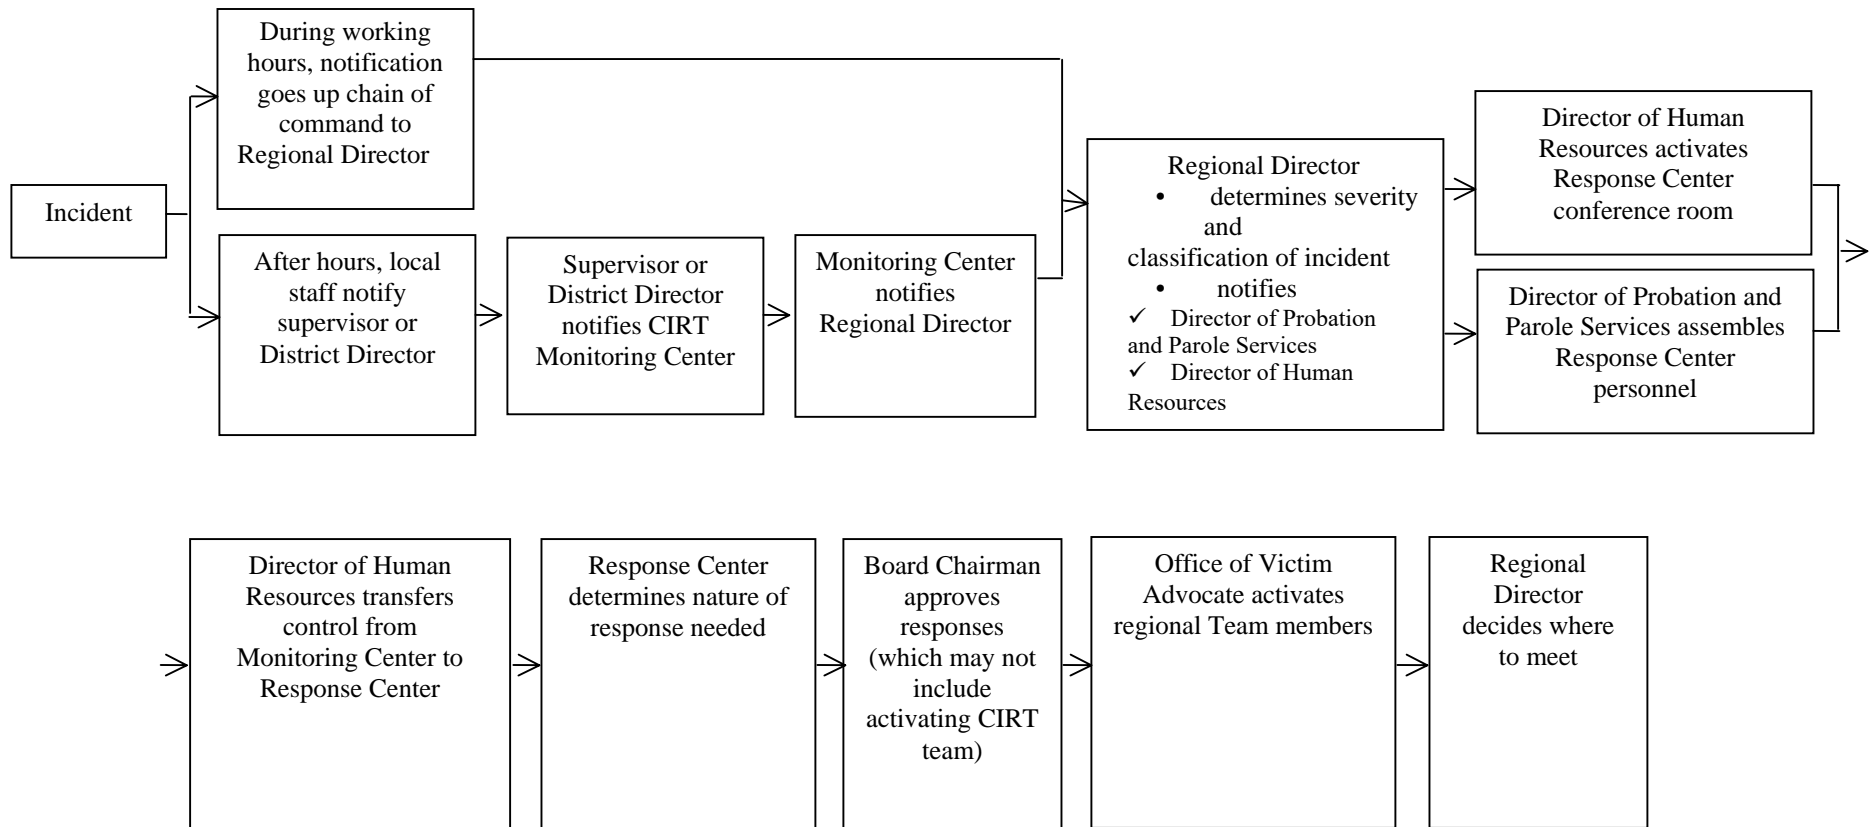 During working
hours, notification
goes up chain of
command to
Regional Director
Incident
After hours, local
staff notify
supervisor or
District Director
Supervisor or
District Director
notifies CIRT
Monitoring Center
Monitoring Center
notifies
Regional Director
Regional Director
• determines severity
and
classification of incident
• notifies
✓ Director of Probation
and Parole Services
✓ Director of Human
Resources
Director of Human
Resources activates
Response Center
conference room
Director of Probation and
Parole Services assembles
Response Center
personnel
Director of Human
Resources transfers
control from
Monitoring Center to
Response Center
Response Center
determines nature of
response needed
Board Chairman
approves
responses
(which may not
include
activating CIRT
team)
Office of Victim
Advocate activates
regional Team members
Regional
Director
decides where
to meet